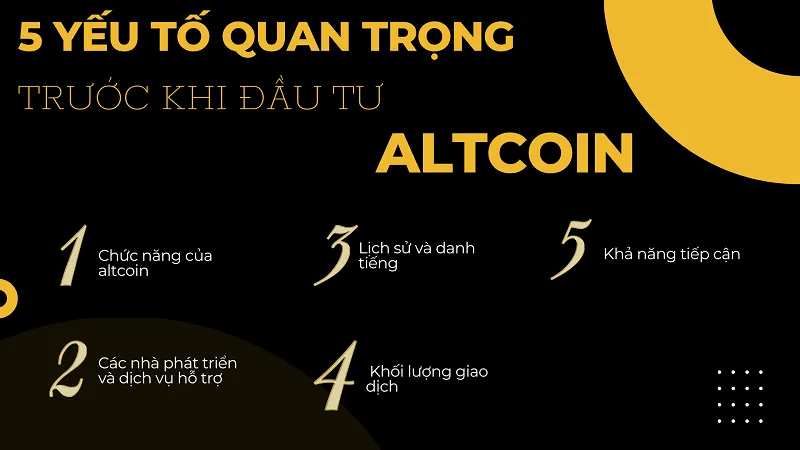 5 YẾU TỐ QUAN TRỌNG
TRƯỚC KHI ĐẦU TƯ
ALTCOIN
1
Chức năng của
altcoin
2
Các nhà phát triển
và dịch vụ hỗ trợ
3
Lịch sử và danh
tiếng
4
Khối lượng giao
dịch
5
Khả năng tiếp cận